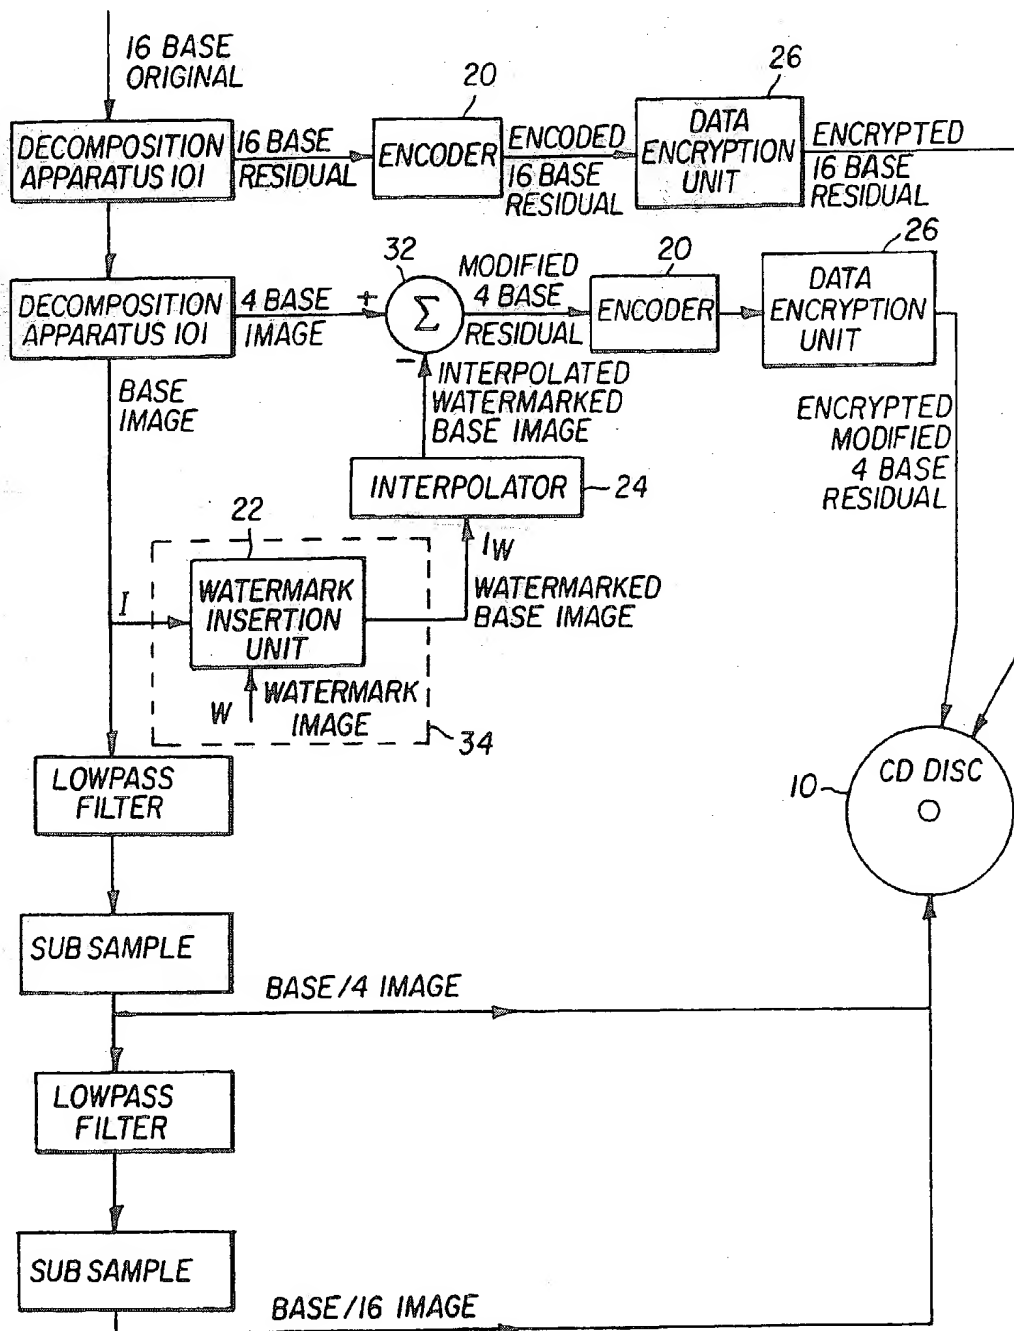 16 BASE
ORIGINAL
20
26
DECOMPOSITION
APPARATUS 101
16 BASE
RESIDUAL
ENCODER
ENCODED
16 BASE
RESIDUAL
DATA
ENCRYPTION
UNIT
ENCRYPTED
16 BASE
RESIDUAL
32
20
26
DECOMPOSITION
APPARATUS 101
4 BASE
IMAGE
+
Σ
-
MODIFIED
4 BASE
RESIDUAL
ENCODER
DATA
ENCRYPTION
UNIT
BASE
IMAGE
INTERPOLATED
WATERMARKED
BASE IMAGE
ENCRYPTED
MODIFIED
4 BASE
RESIDUAL
INTERPOLATOR
24
22
IW
WATERMARKED
BASE IMAGE
I
WATERMARK
INSERTION
UNIT
W
WATERMARK
IMAGE
34
LOWPASS
FILTER
10
CD DISC
SUB SAMPLE
BASE/4 IMAGE
LOWPASS
FILTER
SUB SAMPLE
BASE/16 IMAGE